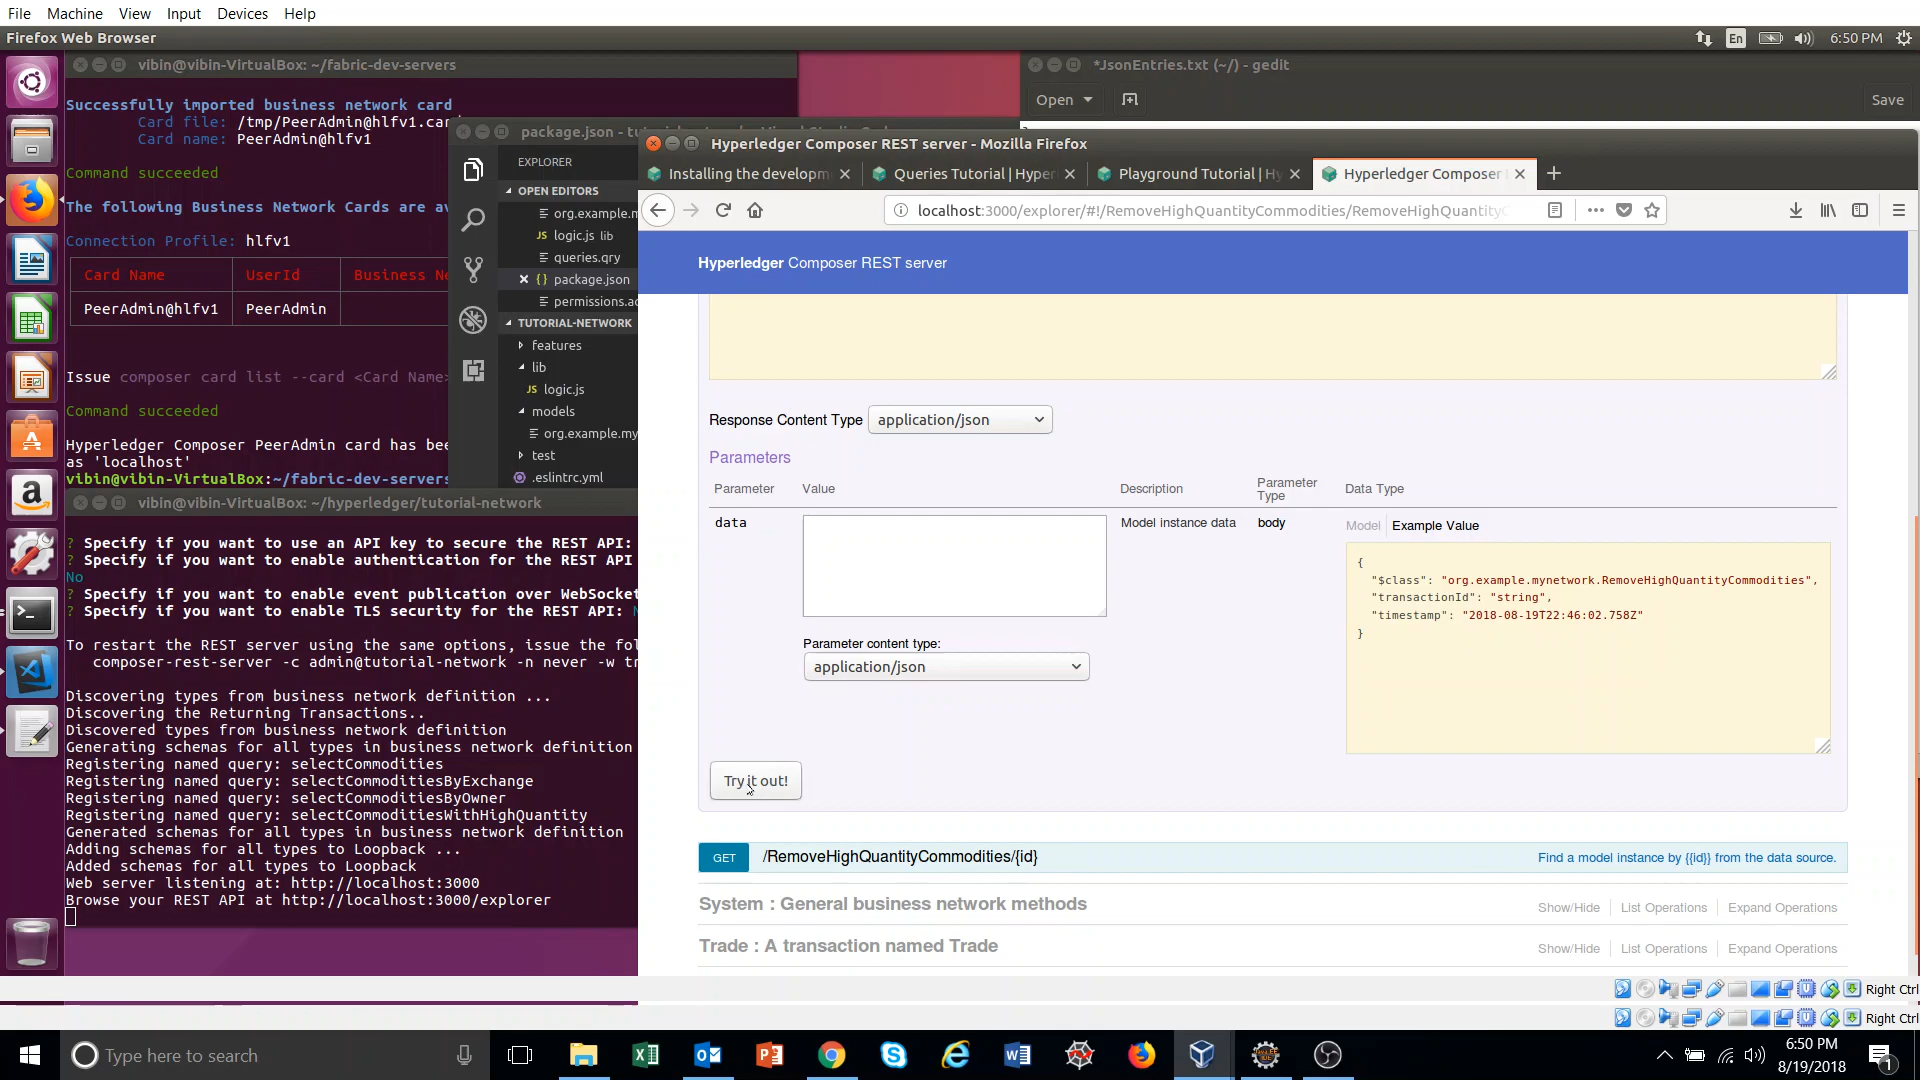 File Machine View Input Devices Help
Firefox Web Browser
En 6:50 PM
vibin@vibin-VirtualBox: ~/fabric-dev-servers
Successfully imported business network card
Card file: /tmp/PeerAdmin@hlfv1.car
Card name: PeerAdmin@hlfv1
Command succeeded
The following Business Network Cards are av
Connection Profile: hlfv1
Card Name UserId Business Ne
PeerAdmin@hlfv1 PeerAdmin
Issue composer card list --card <Card Name>
Command succeeded
Hyperledger Composer PeerAdmin card has bee
as 'localhost'
vibin@vibin-VirtualBox:~/fabric-dev-servers
*JsonEntries.txt (~/) - gedit
Open Save
package.json - tu
EXPLORER
OPEN EDITORS
org.example.m
JS logic.js lib
queries.qry
{} package.json
permissions.ac
TUTORIAL-NETWORK
features
lib
JS logic.js
models
org.example.my
test
.eslintrc.yml
vibin@vibin-VirtualBox: ~/hyperledger/tutorial-network
? Specify if you want to use an API key to secure the REST API:
? Specify if you want to enable authentication for the REST API
No
? Specify if you want to enable event publication over WebSocket
? Specify if you want to enable TLS security for the REST API: N
To restart the REST server using the same options, issue the fol
composer-rest-server -c admin@tutorial-network -n never -w tr
Discovering types from business network definition ...
Discovering the Returning Transactions..
Discovered types from business network definition
Generating schemas for all types in business network definition
Registering named query: selectCommodities
Registering named query: selectCommoditiesByExchange
Registering named query: selectCommoditiesByOwner
Registering named query: selectCommoditiesWithHighQuantity
Generated schemas for all types in business network definition
Adding schemas for all types to Loopback ...
Added schemas for all types to Loopback
Web server listening at: http://localhost:3000
Browse your REST API at http://localhost:3000/explorer
Hyperledger Composer REST server - Mozilla Firefox
Installing the developm Queries Tutorial | Hyper Playground Tutorial | Hy Hyperledger Composer
localhost:3000/explorer/#!/RemoveHighQuantityCommodities/RemoveHighQuantityC
Hyperledger Composer REST server
Response Content Type application/json
Parameters
Parameter Value Description Parameter Type Data Type
data Model instance data body Model Example Value
{
"$class": "org.example.mynetwork.RemoveHighQuantityCommodities",
"transactionId": "string",
"timestamp": "2018-08-19T22:46:02.758Z"
}
Parameter content type:
application/json
Try it out!
GET /RemoveHighQuantityCommodities/{id} Find a model instance by {{id}} from the data source.
System : General business network methods Show/Hide List Operations Expand Operations
Trade : A transaction named Trade Show/Hide List Operations Expand Operations
Right Ctrl
Right Ctrl
Type here to search
6:50 PM
8/19/2018
1